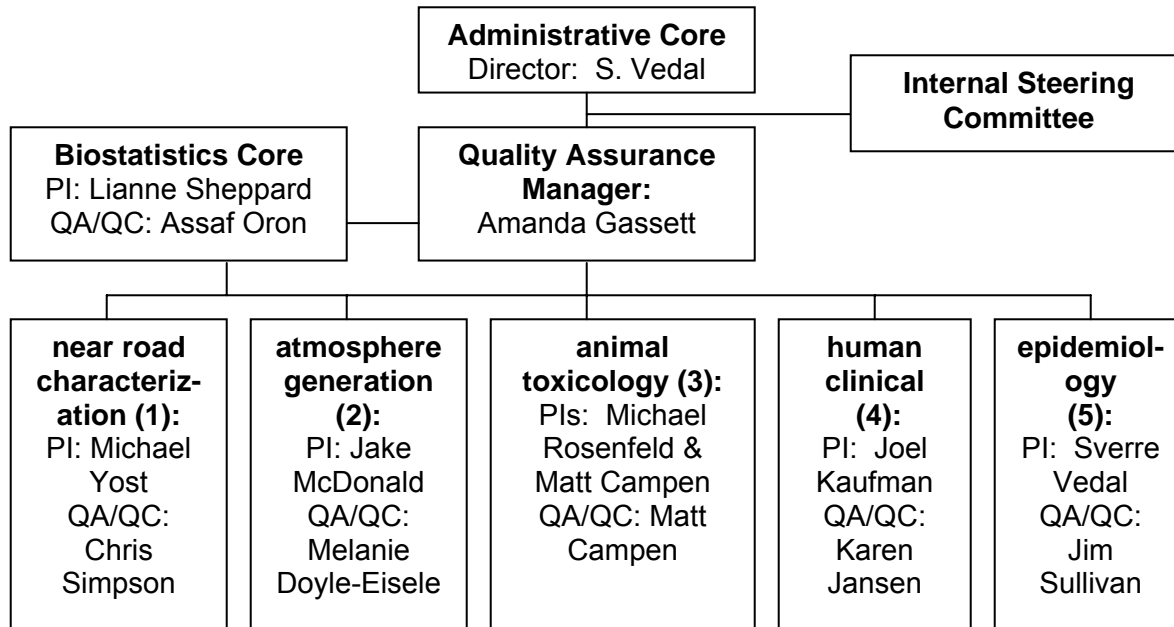 Administrative Core
Director: S. Vedal
Internal Steering
Committee
Biostatistics Core
PI: Lianne Sheppard
QA/QC: Assaf Oron
Quality Assurance
Manager:
Amanda Gassett
near road
characteriz-
ation (1):
PI: Michael
Yost
QA/QC:
Chris
Simpson
atmosphere
generation
(2):
PI: Jake
McDonald
QA/QC:
Melanie
Doyle-Eisele
animal
toxicology (3):
PIs: Michael
Rosenfeld &
Matt Campen
QA/QC: Matt
Campen
human
clinical
(4):
PI: Joel
Kaufman
QA/QC:
Karen
Jansen
epidemiol-
ogy
(5):
PI: Sverre
Vedal
QA/QC:
Jim
Sullivan